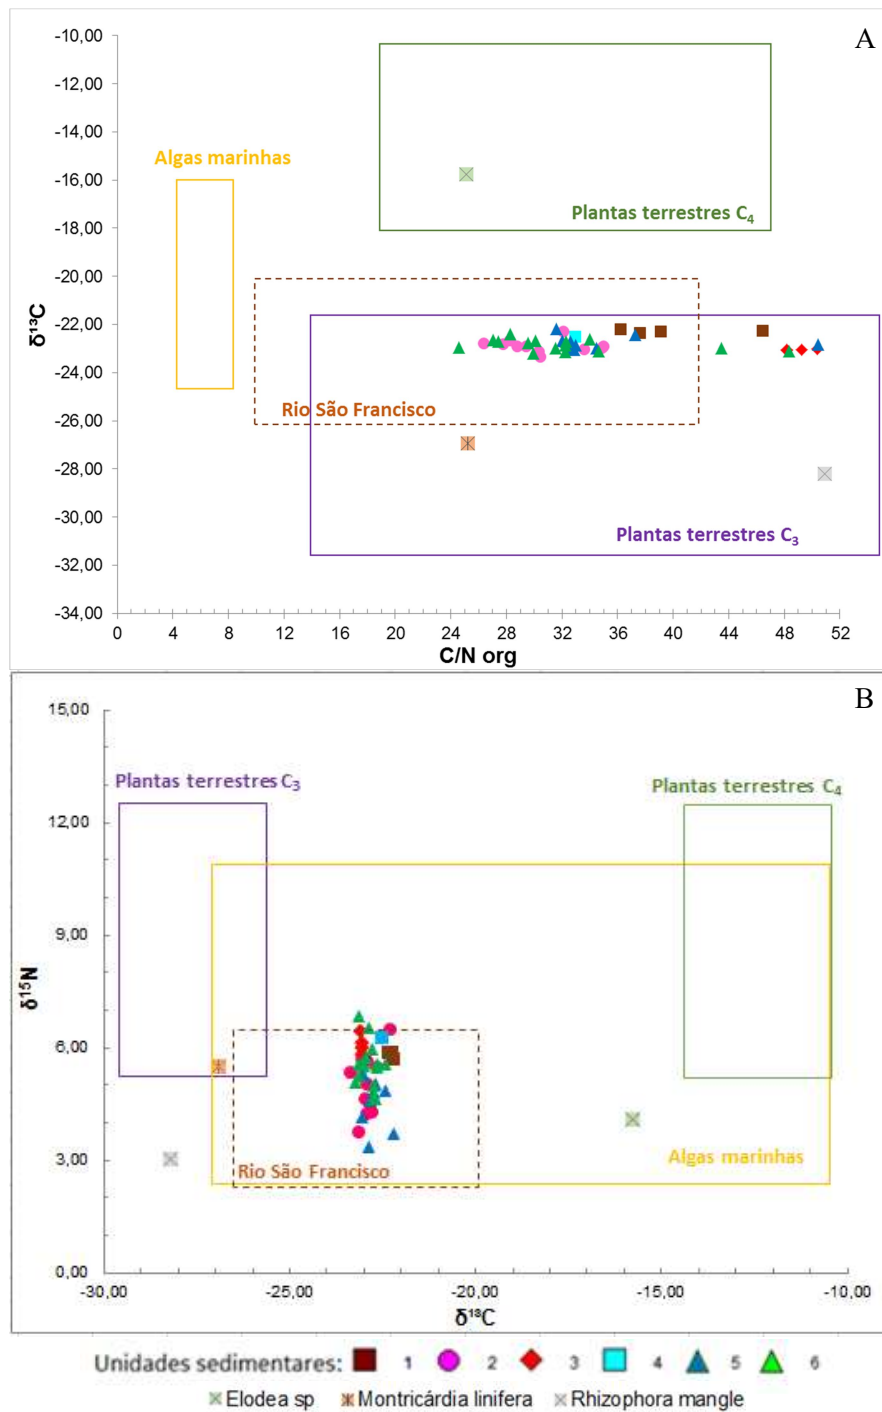 A
-10,00
-12,00
-14,00
Algas marinhas
-16,00
-18,00
Plantas terrestres C₄
-20,00
δ¹³C
-22,00
-24,00
Rio São Francisco
-26,00
-28,00
-30,00
Plantas terrestres C₃
-32,00
-34,00
0 4 8 12 16 20 24 28 32 36 40 44 48 52
C/N org
B
15,00
Plantas terrestres C₃
Plantas terrestres C₄
12,00
9,00
δ¹⁵N
6,00
Algas marinhas
3,00
Rio São Francisco
0,00
-30,00 -25,00 -20,00 -15,00 -10,00
δ¹³C
Unidades sedimentares: 1 2 3 4 5 6
Elodea sp Montricárdia linifera Rhizophora mangle